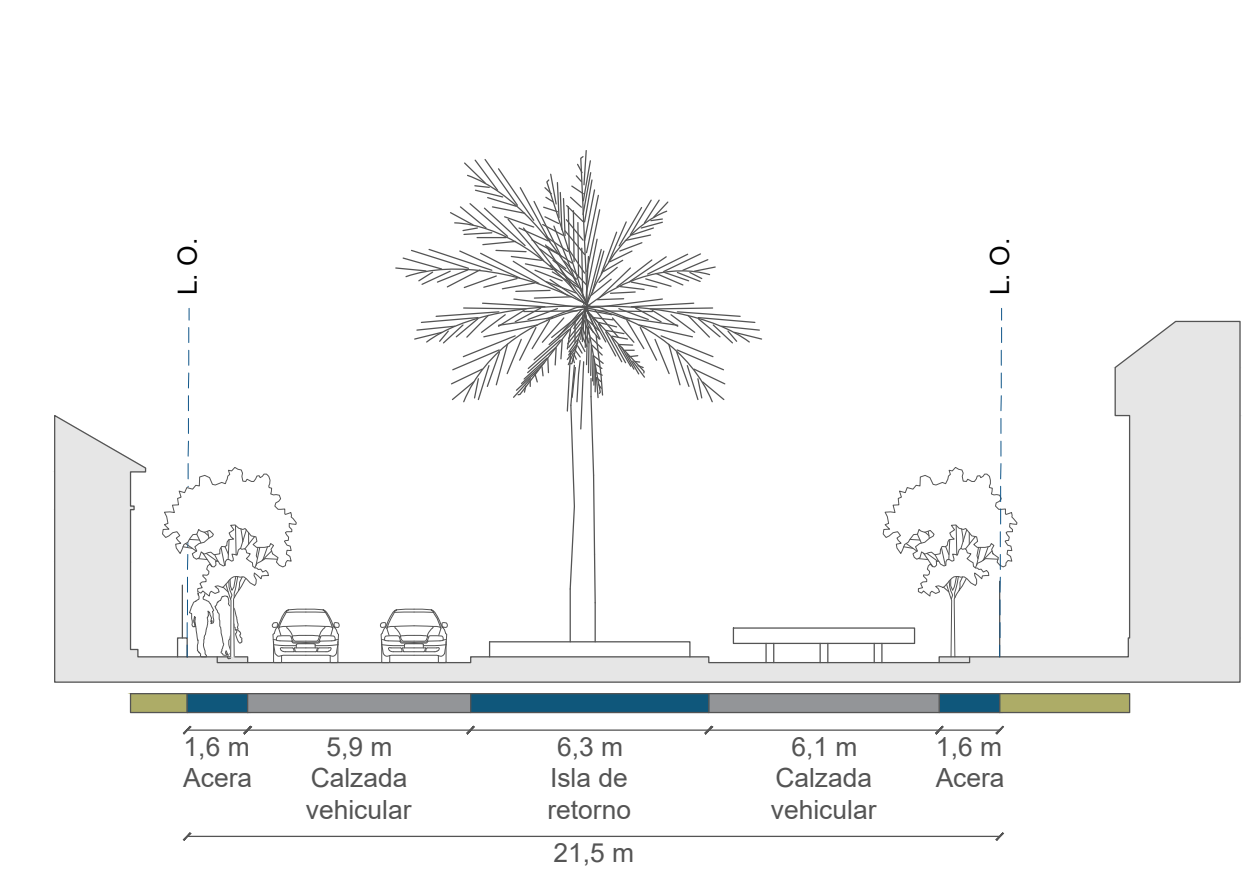 L. O.
L. O.
1,6 m
Acera
5,9 m
Calzada
vehicular
6,3 m
Isla de
retorno
6,1 m
Calzada
vehicular
1,6 m
Acera
21,5 m